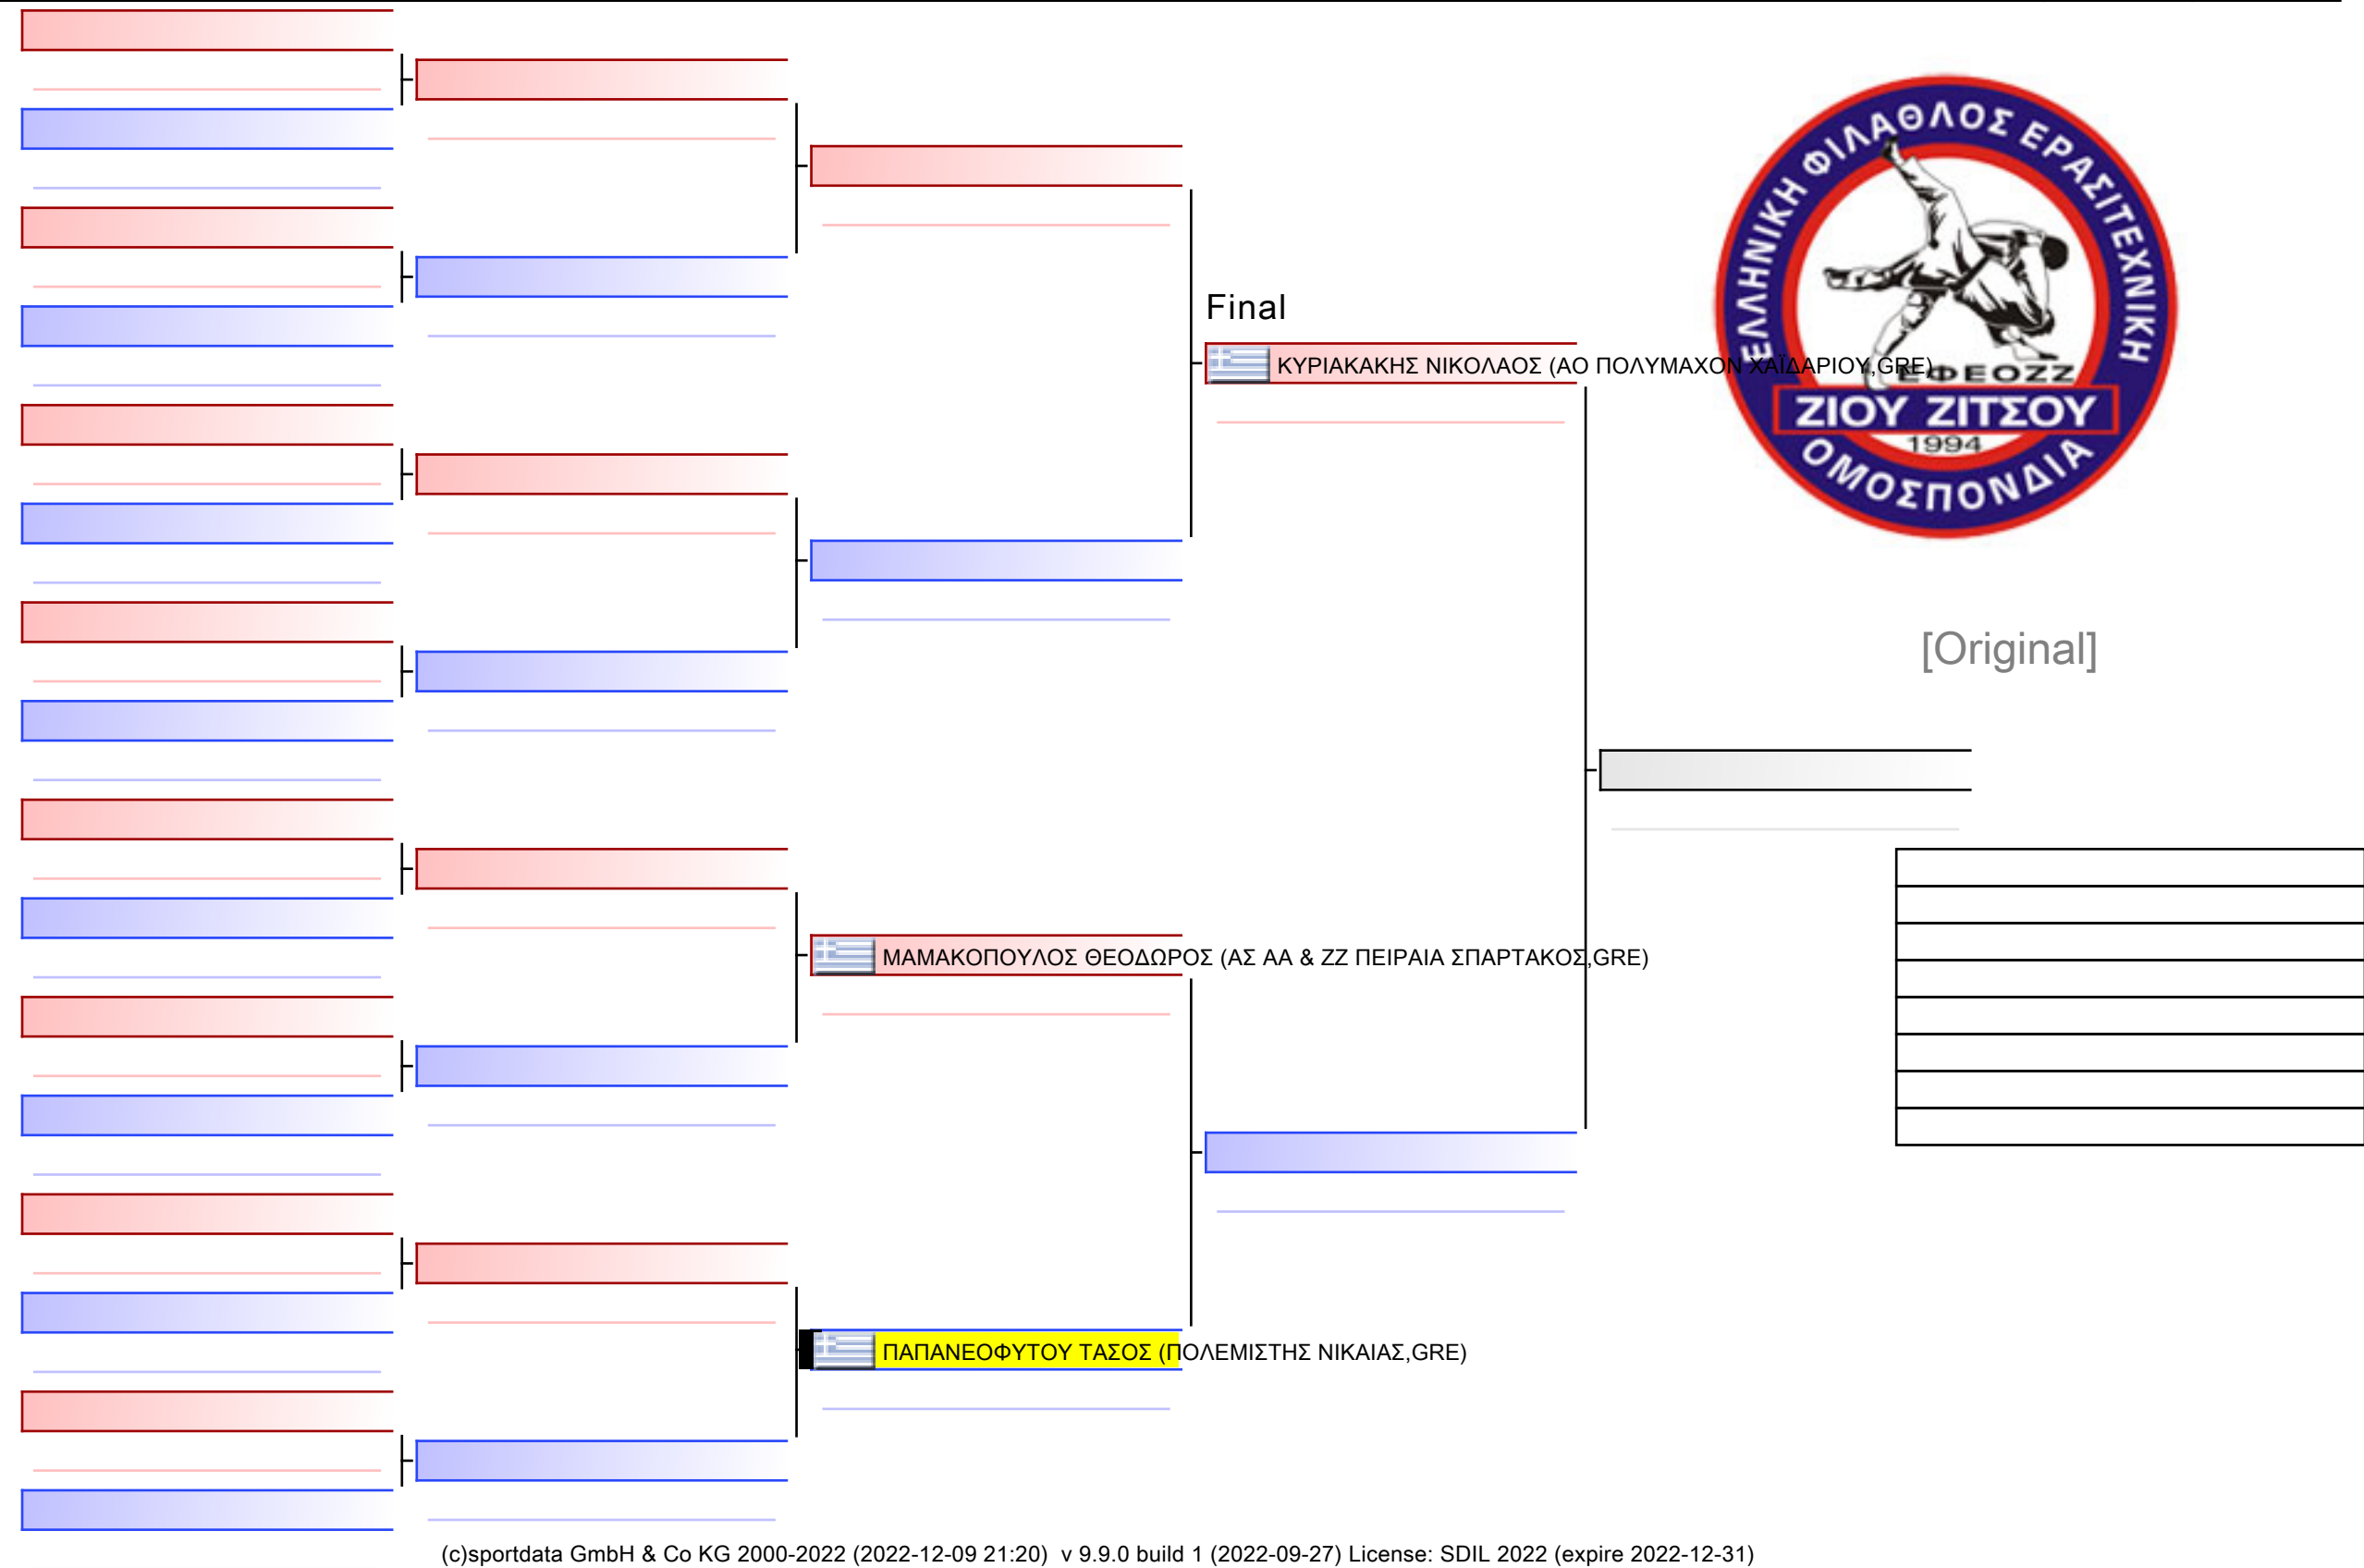 ΕΛΛΗΝΙΚΗ ΦΙΛΑΘΛΟΣ ΕΡΑΣΙΤΕΧΝΙΚΗ
Final
ΚΥΡΙΑΚΑΚΗΣ ΝΙΚΟΛΑΟΣ (ΑΟ ΠΟΛΥΜΑΧΟΝ ΧΑΪΔΑΡΙΟΥ,GRE)
ΕΦΕΟΖΖ
ΖΙΟΥ ΖΙΤΣΟΥ
1994
ΟΜΟΣΠΟΝΔΙΑ
[Original]
ΜΑΜΑΚΟΠΟΥΛΟΣ ΘΕΟΔΩΡΟΣ (ΑΣ ΑΑ & ΖΖ ΠΕΙΡΑΙΑ ΣΠΑΡΤΑΚΟΣ,GRE)
ΠΑΠΑΝΕΟΦΥΤΟΥ ΤΑΣΟΣ (ΠΟΛΕΜΙΣΤΗΣ ΝΙΚΑΙΑΣ,GRE)
(c)sportdata GmbH & Co KG 2000-2022 (2022-12-09 21:20)  v 9.9.0 build 1 (2022-09-27) License: SDIL 2022 (expire 2022-12-31)